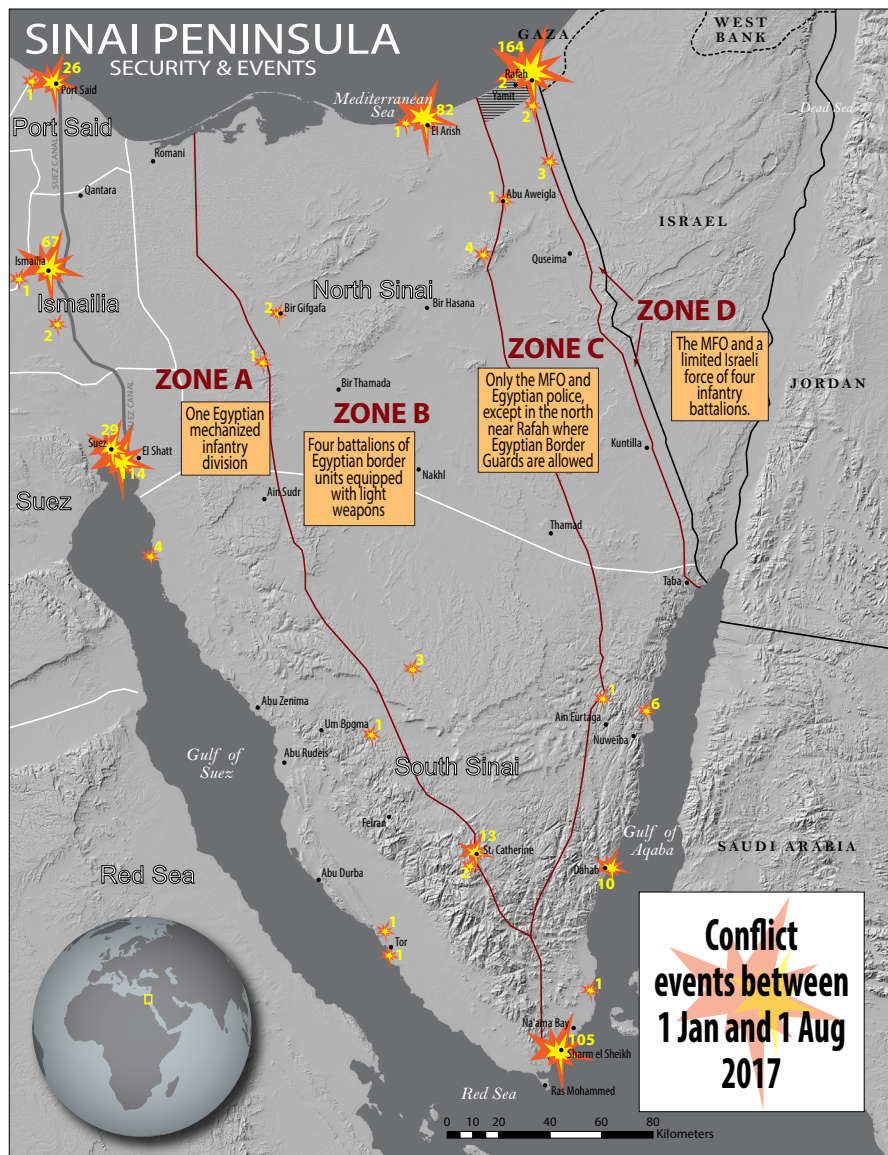 SINAI PENINSULA
SECURITY & EVENTS
GAZA
WEST
BANK
164
26
Rafah
2
1
Port Said
Yamit
Mediterranean
Sea
82
2
Dead Sea
1
El Arish
Port Said
SUEZ CANAL
Romani
3
Qantara
1
Abu Aweigla
ISRAEL
67
4
Ismailia
Quseima
1
North Sinai
ZONE D
Ismailia
2
Bir Gifgafa
Bir Hasana
2
The MFO and a
limited Israeli
force of four
infantry
battalions.
ZONE C
Only the MFO and
Egyptian police,
except in the north
near Rafah where
Egyptian Border
Guards are allowed
1
ZONE A
One Egyptian
mechanized
infantry
division
Bir Thamada
JORDAN
SUEZ CANAL
ZONE B
Four battalions of
Egyptian border
units equipped
with light
weapons
29
Suez
El Shatt
14
Kuntilla
Nakhl
Suez
Ain Sudr
Thamad
4
Taba
3
1
6
Abu Zenima
Ain Furtaga
Um Bogma
1
Nuweiba
Gulf of
Suez
Abu Rudeis
South Sinai
Feiran
13
St. Catherine
2
Gulf of
Aqaba
SAUDI ARABIA
Dahab
10
Red Sea
Abu Durba
1
Tor
1
Conflict
events between
1 Jan and 1 Aug
2017
1
Na'ama Bay
105
Sharm el Sheikh
Red Sea
Ras Mohammed
0 10 20 40 60 80
Kilometers